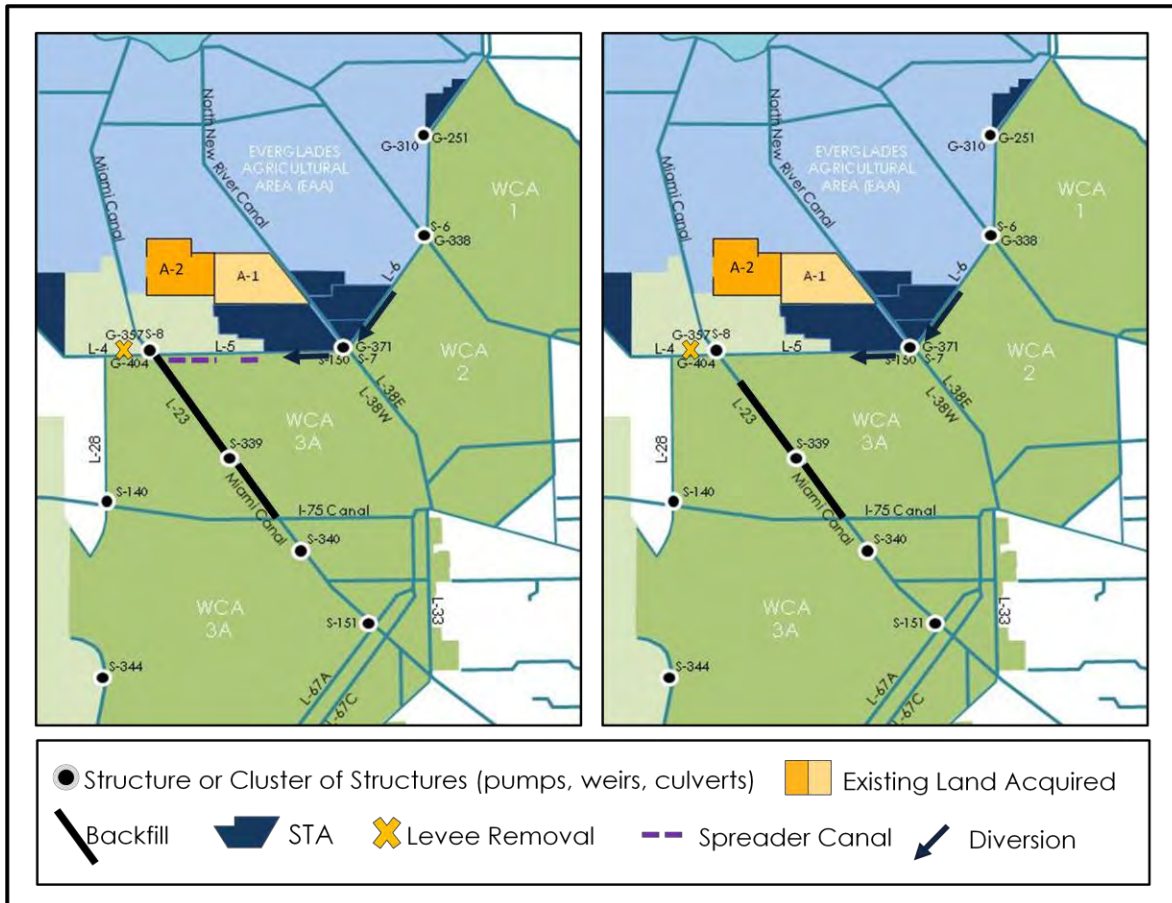 North New
River Canal
G-310
G-251
EVERGLADES
AGRICULTURAL
AREA (EAA)
WCA
1
Miami Canal
S-6
G-338
A-2
A-1
L-6
G-357
S-8
L-4
G-404
L-5
G-371
S-150
S-7
WCA
2
L-38E
L-38W
L-23
WCA
3A
L-28
S-339
S-140
Miami Canal
I-75 Canal
S-340
WCA
3A
S-151
L-33
S-344
L-67A
L-67C
North New
River Canal
G-310
G-251
EVERGLADES
AGRICULTURAL
AREA (EAA)
WCA
1
Miami Canal
S-6
G-338
A-2
A-1
L-6
G-357
S-8
L-4
G-404
L-5
G-371
S-150
S-7
WCA
2
L-38E
L-38W
L-23
WCA
3A
L-28
S-339
S-140
Miami Canal
I-75 Canal
S-340
WCA
3A
S-151
L-33
S-344
L-67A
L-67C
Structure or Cluster of Structures (pumps, weirs, culverts)
Existing Land Acquired
Backfill
STA
Levee Removal
Spreader Canal
Diversion